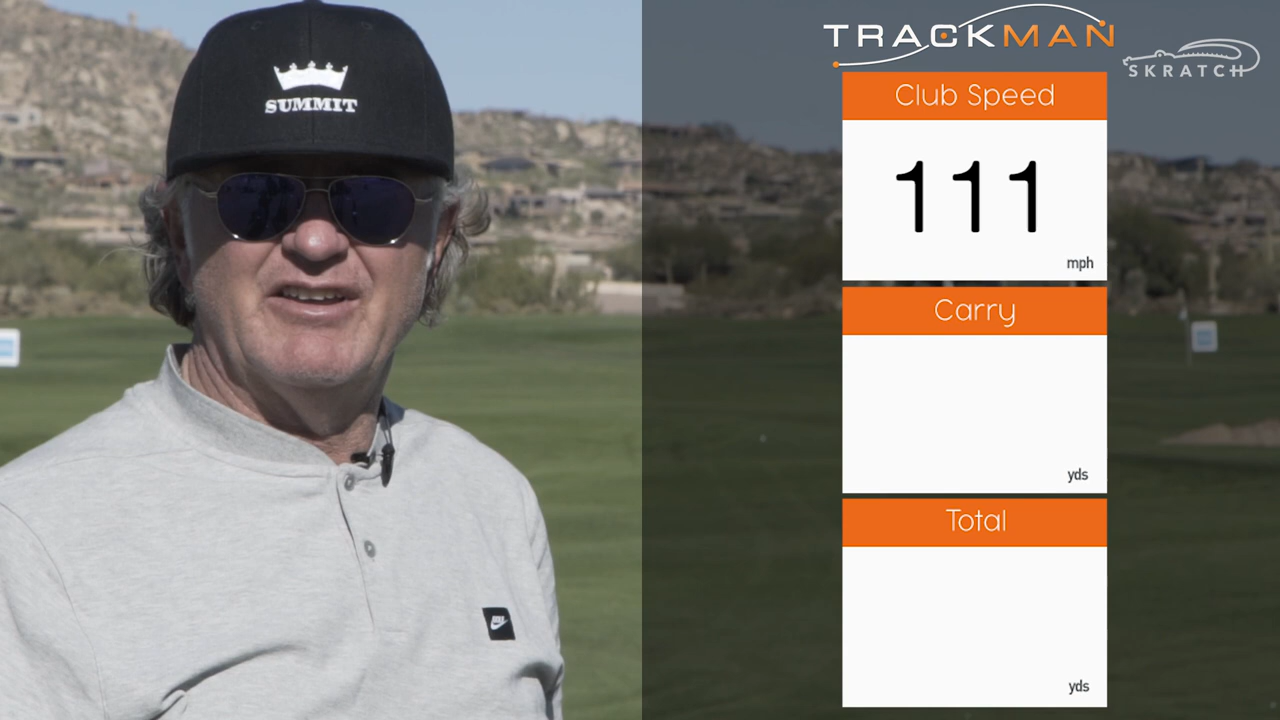 SUMMIT
TRACKMAN
SKRATCH
Club Speed
111
mph
Carry
yds
Total
yds